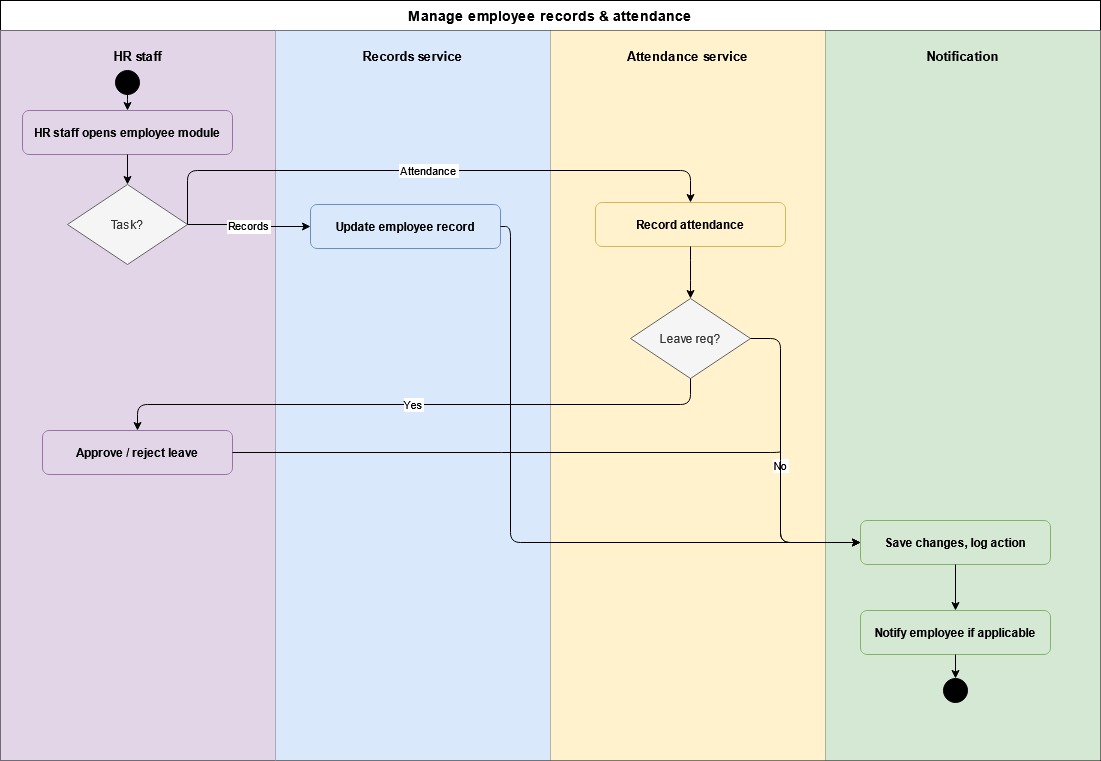 Manage employee records & attendance
HR staff
Records service
Attendance service
Notification
HR staff opens employee module
Attendance
Task?
Records
Update employee record
Record attendance
Leave req?
Yes
Approve / reject leave
No
Save changes, log action
Notify employee if applicable